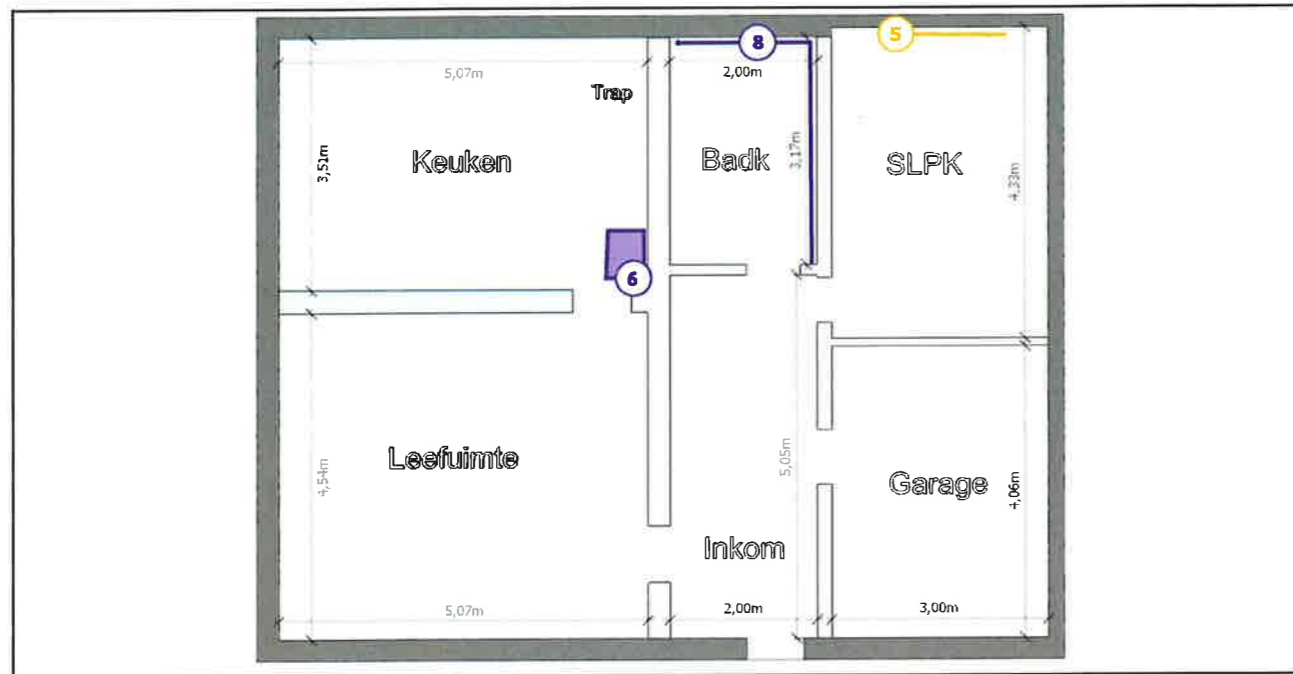 8
5
5,07m
2,00m
Trap
3,51m
Keuken
Badk
3,17m
SLPK
4,33m
6
Leefuimte
4,54m
5,05m
Garage
4,06m
Inkom
5,07m
2,00m
3,00m